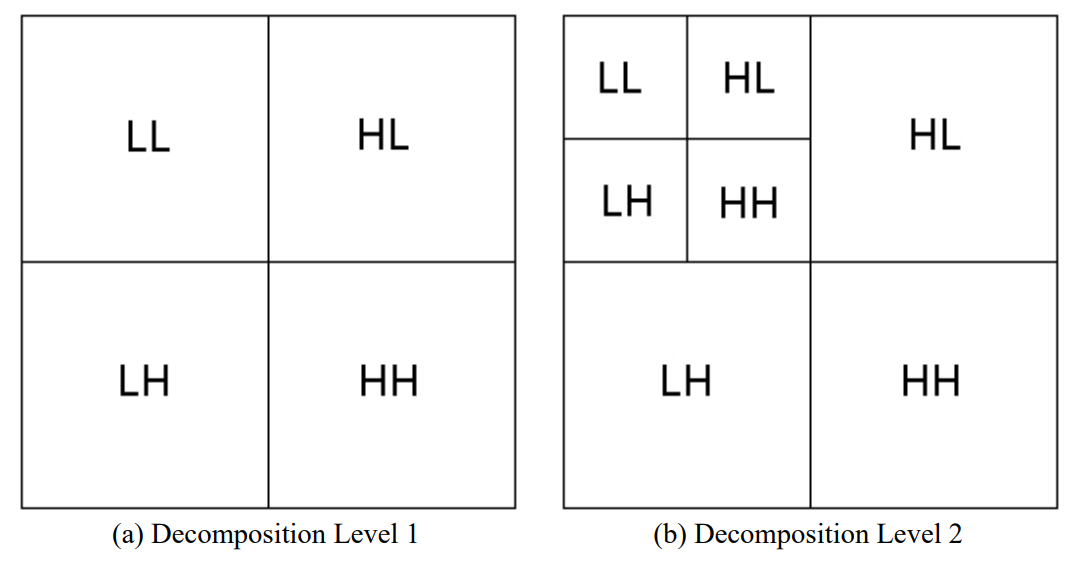 LL HL
LH HH
(a) Decomposition Level 1
LL HL
HL
LH HH
LH HH
(b) Decomposition Level 2